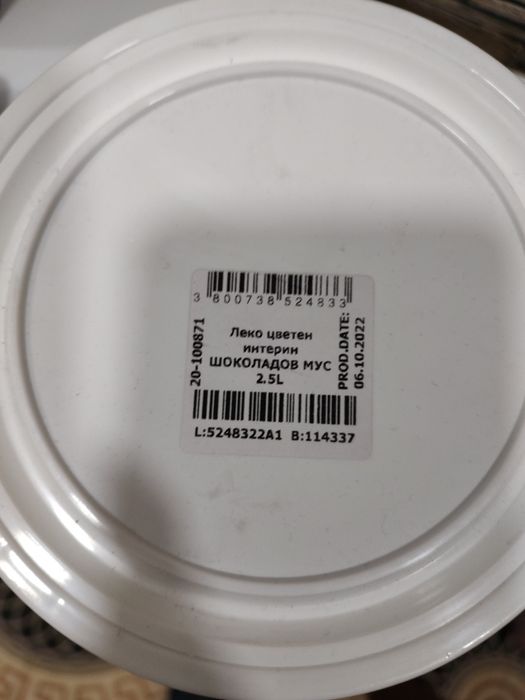 3 800738 524833
Леко цветен
интерин
ШОКОЛАДОВ МУС
2.5L
20-100871
PROD.DATE:
06.10.2022
L:5248322A1 B:114337